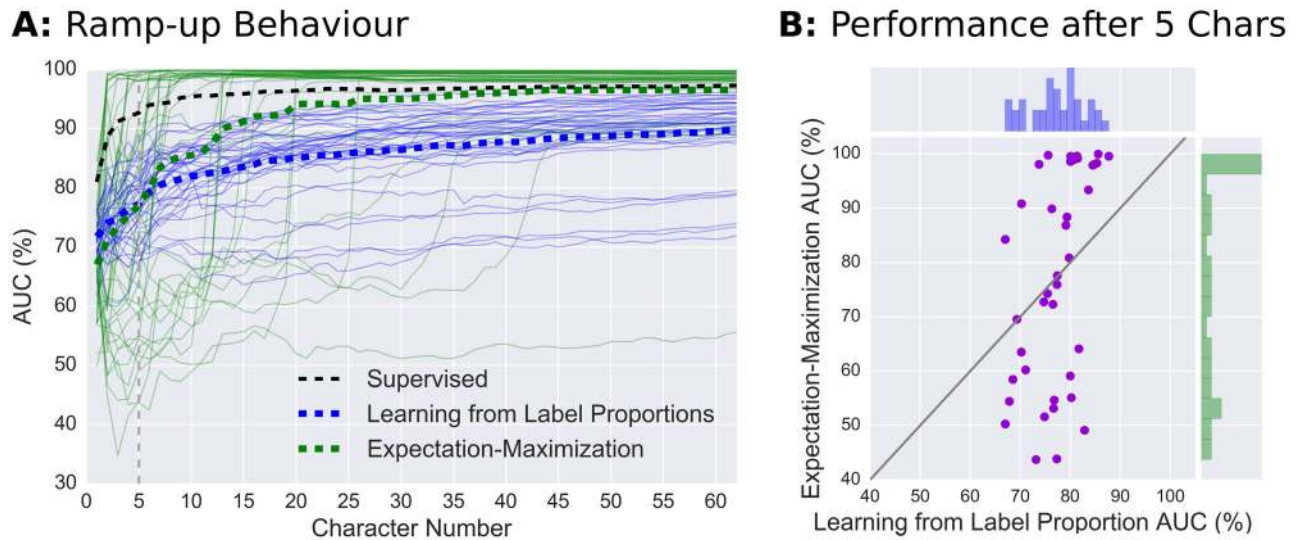 A: Ramp-up Behaviour
AUC (%)
100
90
80
70
60
50
40
30
0 5 10 15 20 25 30 35 40 45 50 55 60
Character Number
Supervised
Learning from Label Proportions
Expectation-Maximization
B: Performance after 5 Chars
Expectation-Maximization AUC (%)
100
90
80
70
60
50
40
40 50 60 70 80 90 100
Learning from Label Proportion AUC (%)